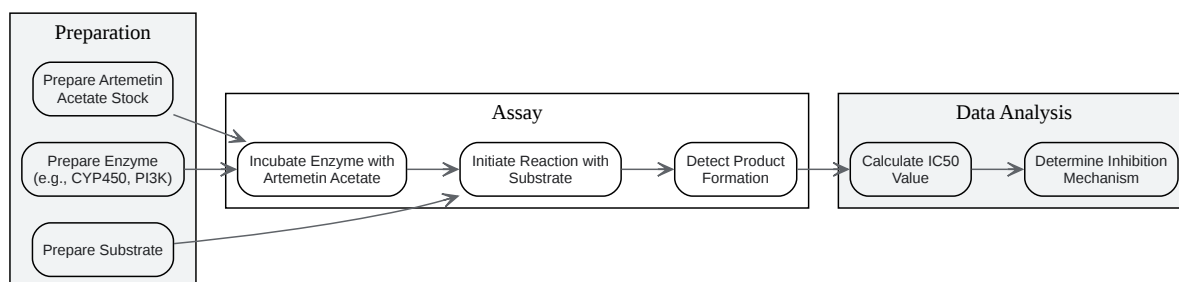 Preparation
Prepare Artemetin
Acetate Stock
Prepare Enzyme
(e.g., CYP450, PI3K)
Prepare Substrate
Assay
Incubate Enzyme with
Artemetin Acetate
Initiate Reaction with
Substrate
Detect Product
Formation
Data Analysis
Calculate IC50
Value
Determine Inhibition
Mechanism